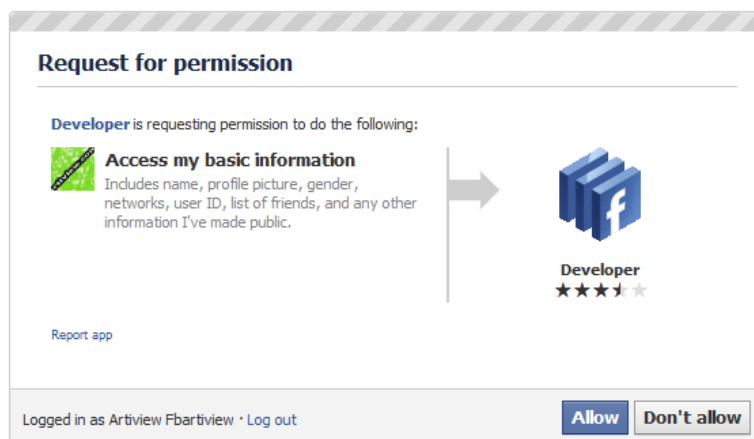 Request for permission
Developer is requesting permission to do the following:
Access my basic information
Includes name, profile picture, gender,
networks, user ID, list of friends, and any other
information I've made public.
Developer
Report app
Logged in as Artiview Fbartiview · Log out
Allow
Don't allow